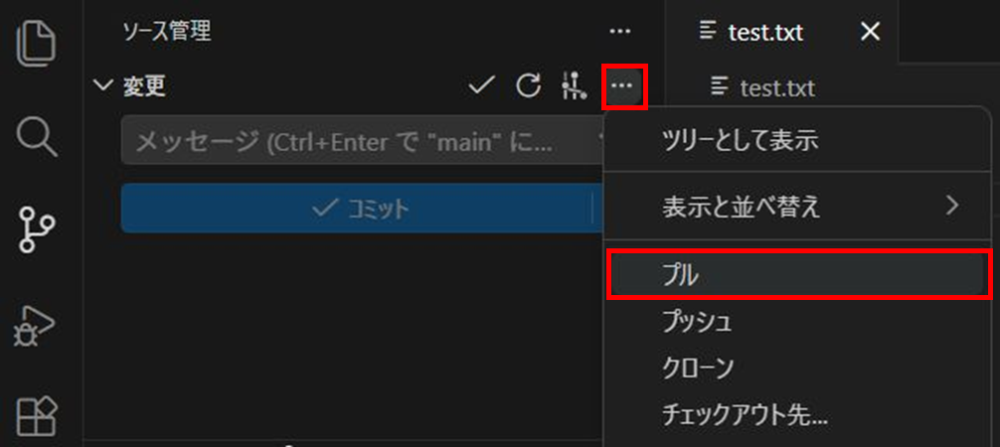 ソース管理
test.txt
変更
test.txt
メッセージ (Ctrl+Enter で "main" に...
コミット
ツリーとして表示
表示と並べ替え
プル
プッシュ
クローン
チェックアウト先...